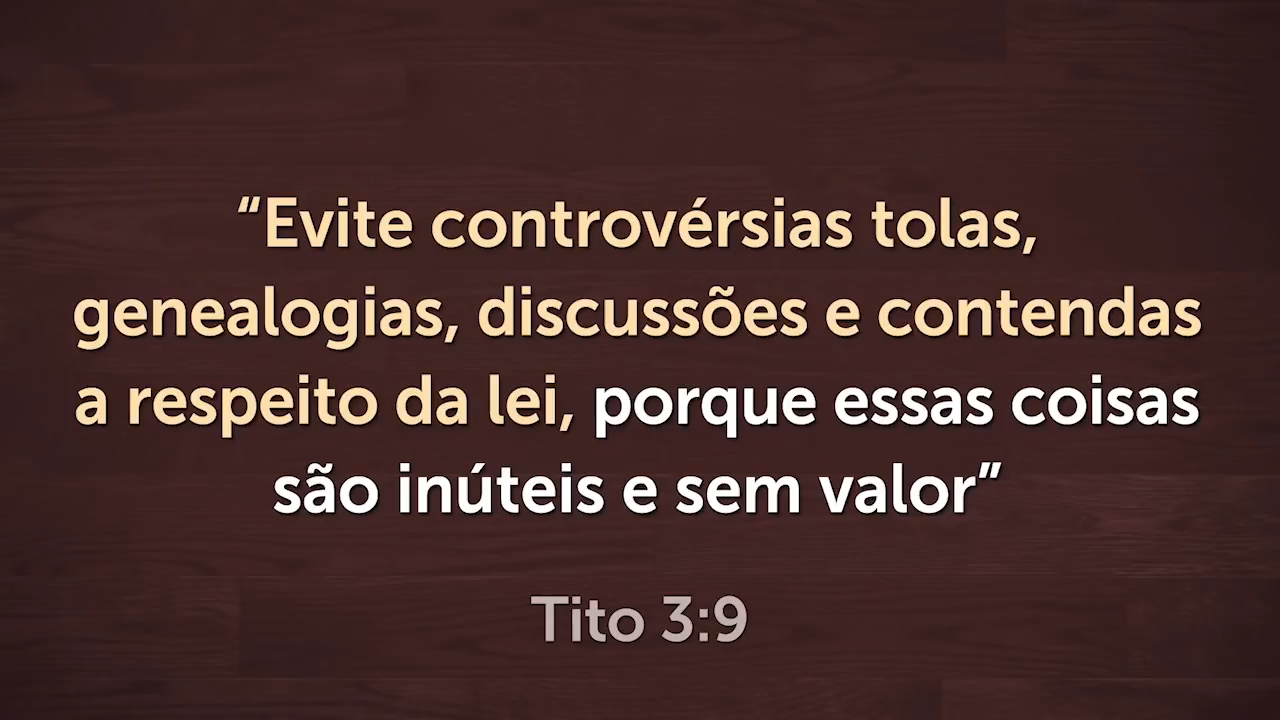 “Evite controvérsias tolas,
genealogias, discussões e contendas
a respeito da lei, porque essas coisas
são inúteis e sem valor”
Tito 3:9